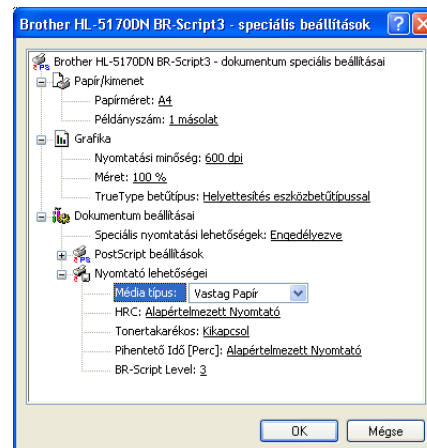 Brother HL-5170DN BR-Script3 - speciális beállítások
Brother HL-5170DN BR-Script3 - dokumentum speciális beállításai
Papír/kimenet
Papírméret: A4
Példányszám: 1 másolat
Grafika
Nyomtatási minőség: 600 dpi
Méret: 100 %
TrueType betűtípus: Helyettesítés eszközbetűtípussal
Dokumentum beállításai
Speciális nyomtatási lehetőségek: Engedélyezve
PostScript beállítások
Nyomtató lehetőségei
Média típus: Vastag Papír
HRC: Alapértelmezett Nyomtató
Tonertakarékos: Kikapcsol
Pihentető Idő [Perc]: Alapértelmezett Nyomtató
BR-Script Level: 3
OK Mégse